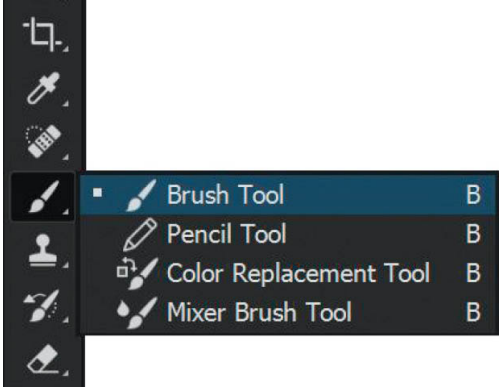 Brush Tool B
Pencil Tool B
Color Replacement Tool B
Mixer Brush Tool B